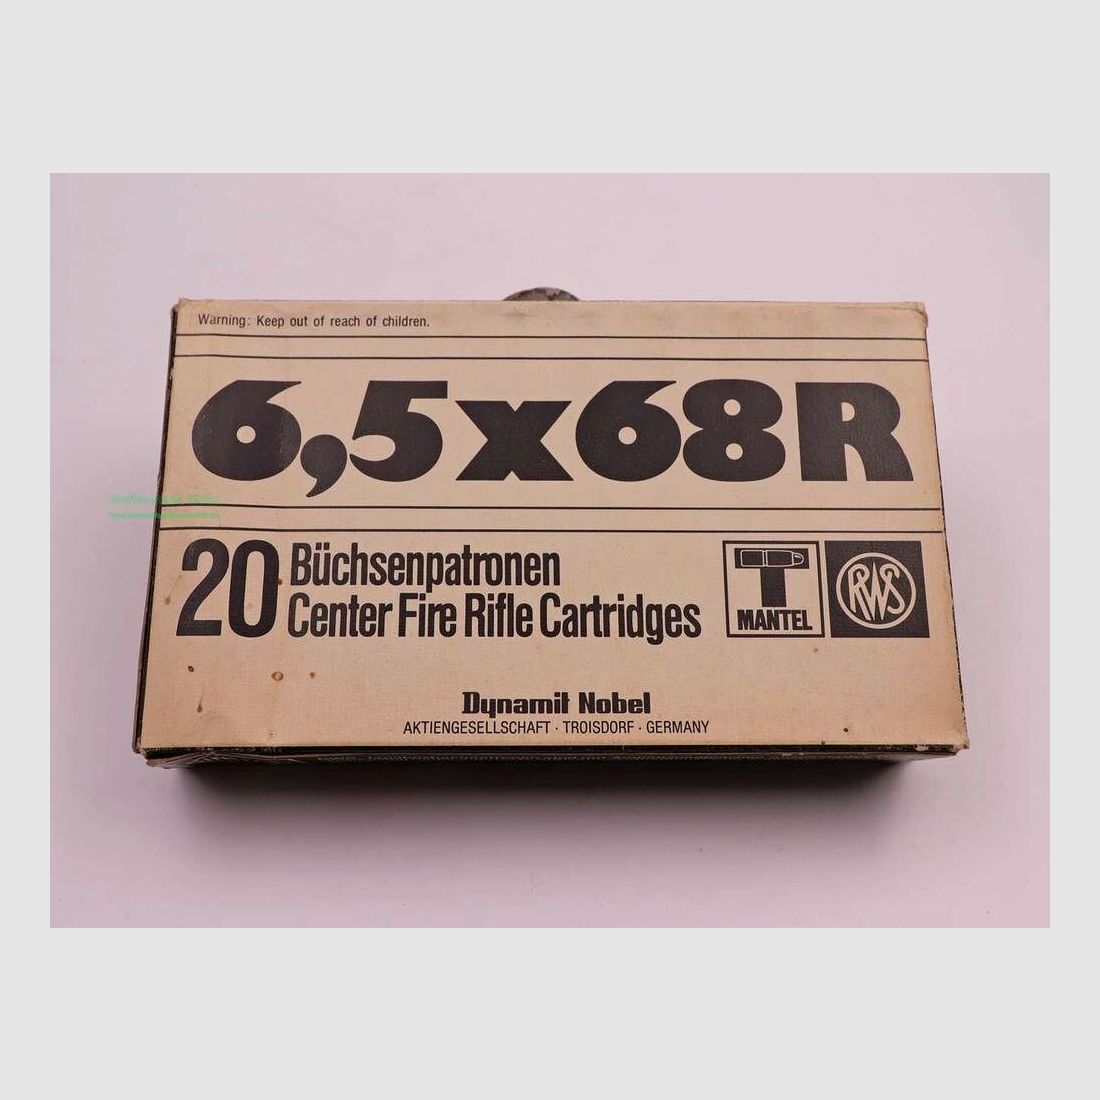 Warning: Keep out of reach of children.
6,5x68R
20 Büchsenpatronen
Center Fire Rifle Cartridges
T
MANTEL
RWS
Dynamit Nobel
AKTIENGESELLSCHAFT · TROISDORF · GERMANY